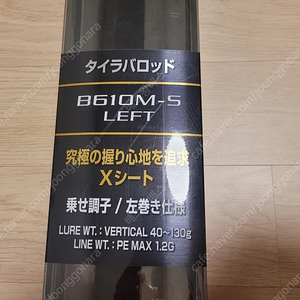 タイラバロッド
B610M-S
LEFT
究極の握り心地を追求
Xシート
乗せ調子/左巻き仕様
LURE WT. : VERTICAL 40~130g
LINE WT. : PE MAX 1.2G